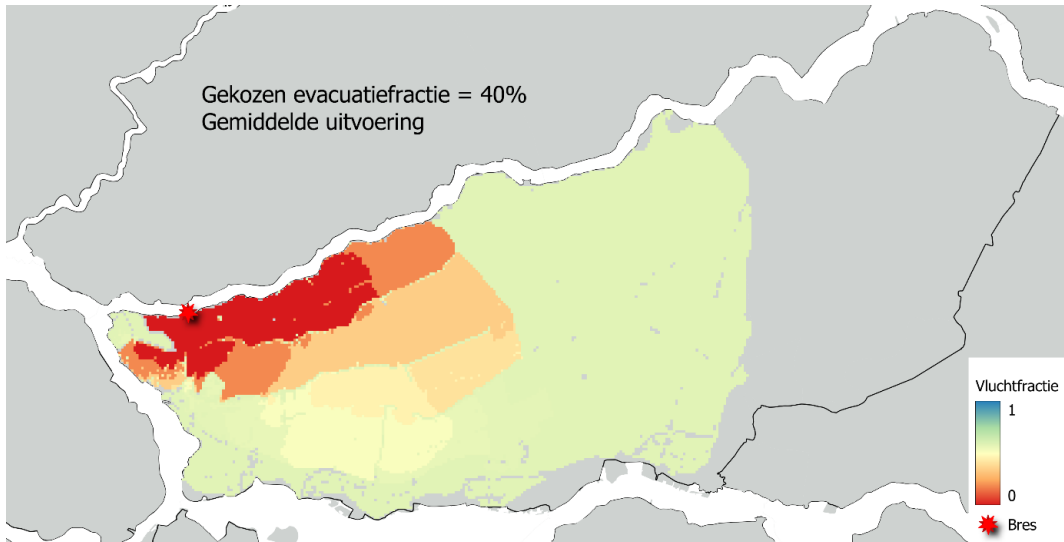 Gekozen evacuatiefractie = 40%
Gemiddelde uitvoering
Vluchtfractie
1
0
Bres